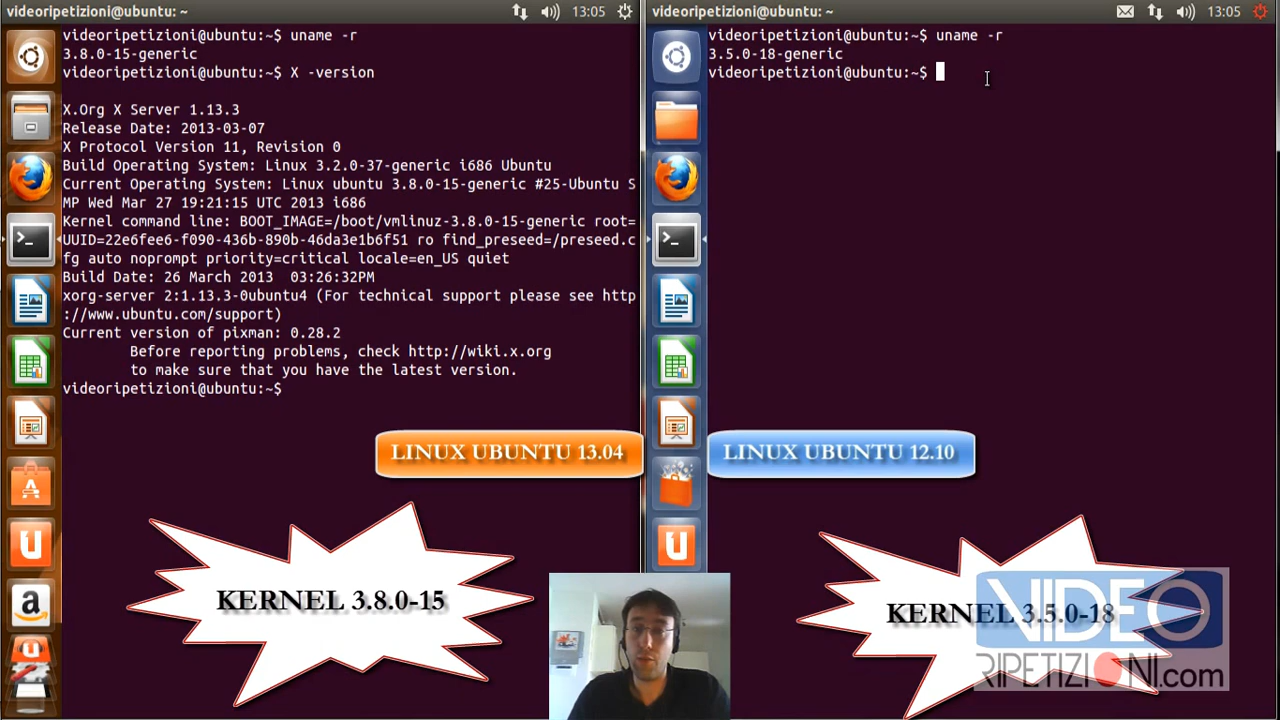 videoripetizioni@ubuntu: ~
13:05
videoripetizioni@ubuntu:~$ uname -r
3.8.0-15-generic
videoripetizioni@ubuntu:~$ X -version
X.Org X Server 1.13.3
Release Date: 2013-03-07
X Protocol Version 11, Revision 0
Build Operating System: Linux 3.2.0-37-generic i686 Ubuntu
Current Operating System: Linux ubuntu 3.8.0-15-generic #25-Ubuntu S
MP Wed Mar 27 19:21:15 UTC 2013 i686
Kernel command line: BOOT_IMAGE=/boot/vmlinuz-3.8.0-15-generic root=
UUID=22e6fee6-f090-436b-890b-46da3e1b6f51 ro find_preseed=/preseed.c
fg auto noprompt priority=critical locale=en_US quiet
Build Date: 26 March 2013  03:26:32PM
xorg-server 2:1.13.3-0ubuntu4 (For technical support please see http
://www.ubuntu.com/support)
Current version of pixman: 0.28.2
Before reporting problems, check http://wiki.x.org
to make sure that you have the latest version.
videoripetizioni@ubuntu:~$
LINUX UBUNTU 13.04
KERNEL 3.8.0-15
videoripetizioni@ubuntu: ~
13:05
videoripetizioni@ubuntu:~$ uname -r
3.5.0-18-generic
videoripetizioni@ubuntu:~$
LINUX UBUNTU 12.10
KERNEL 3.5.0-18
VIDEO
RIPETIZIONI.com